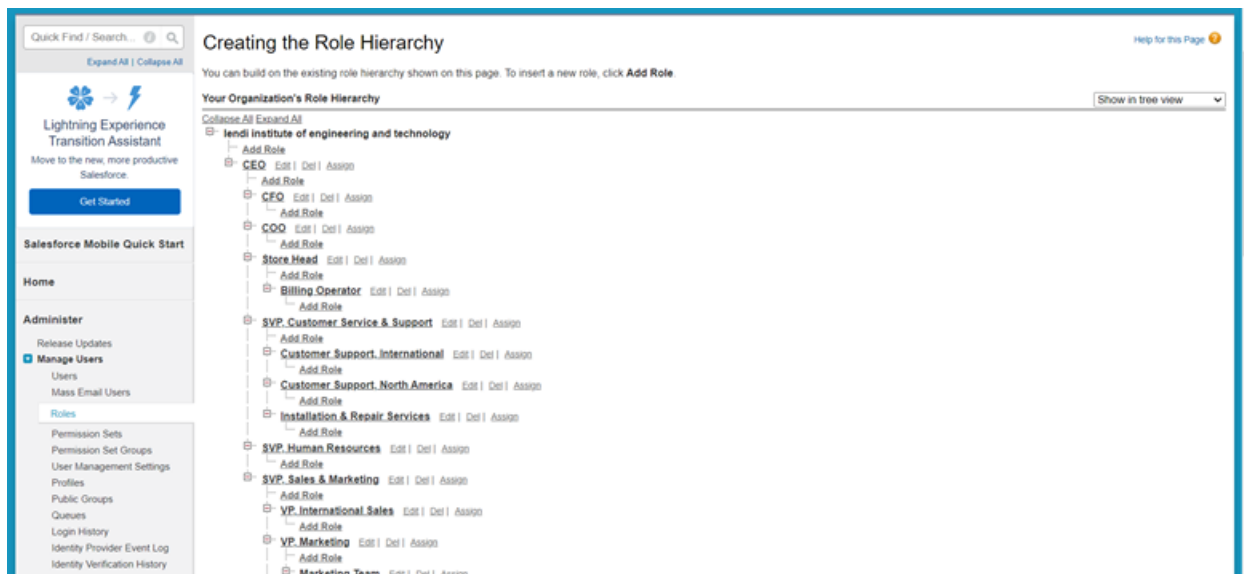 Quick Find / Search...
Expand All | Collapse All
Lightning Experience
Transition Assistant
Move to the new, more productive
Salesforce.
Get Started
Salesforce Mobile Quick Start
Home
Administer
Release Updates
Manage Users
Users
Mass Email Users
Roles
Permission Sets
Permission Set Groups
User Management Settings
Profiles
Public Groups
Queues
Login History
Identity Provider Event Log
Identity Verification History
Creating the Role Hierarchy
Help for this Page
You can build on the existing role hierarchy shown on this page. To insert a new role, click Add Role.
Your Organization's Role Hierarchy
Show in tree view
Collapse All Expand All
lendi institute of engineering and technology
Add Role
CEO Edit | Del | Assign
Add Role
CFO Edit | Del | Assign
Add Role
COO Edit | Del | Assign
Add Role
Store Head Edit | Del | Assign
Add Role
Billing Operator Edit | Del | Assign
Add Role
SVP, Customer Service & Support Edit | Del | Assign
Add Role
Customer Support, International Edit | Del | Assign
Add Role
Customer Support, North America Edit | Del | Assign
Add Role
Installation & Repair Services Edit | Del | Assign
Add Role
SVP, Human Resources Edit | Del | Assign
Add Role
SVP, Sales & Marketing Edit | Del | Assign
Add Role
VP, International Sales Edit | Del | Assign
Add Role
VP, Marketing Edit | Del | Assign
Add Role
Marketing Team Edit | Del | Assign